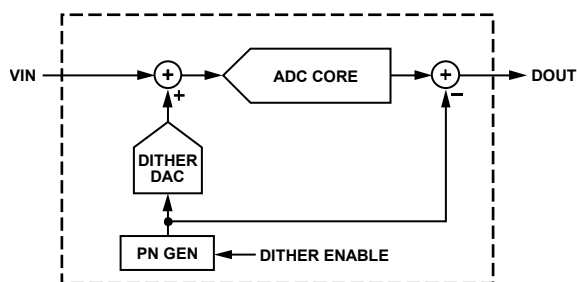 VIN
+
ADC CORE
+
DOUT
+
−
DITHER
DAC
PN GEN
DITHER ENABLE